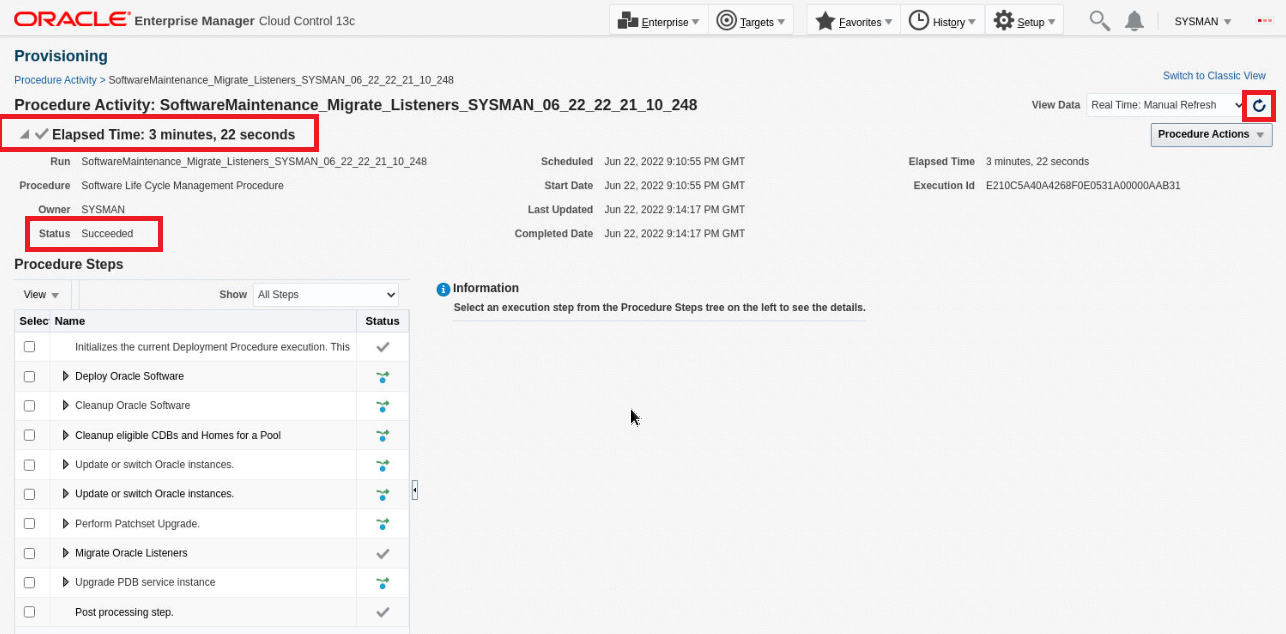 ORACLE® Enterprise Manager Cloud Control 13c Enterprise Targets Favorites History Setup SYSMAN
Provisioning
Procedure Activity > SoftwareMaintenance_Migrate_Listeners_SYSMAN_06_22_22_21_10_248
Switch to Classic View
Procedure Activity: SoftwareMaintenance_Migrate_Listeners_SYSMAN_06_22_22_21_10_248
View Data Real Time: Manual Refresh
Elapsed Time: 3 minutes, 22 seconds
Procedure Actions
Run SoftwareMaintenance_Migrate_Listeners_SYSMAN_06_22_22_21_10_248
Scheduled Jun 22, 2022 9:10:55 PM GMT
Elapsed Time 3 minutes, 22 seconds
Procedure Software Life Cycle Management Procedure
Start Date Jun 22, 2022 9:10:55 PM GMT
Execution Id E210C5A40A4268F0E0531A00000AAB31
Owner SYSMAN
Last Updated Jun 22, 2022 9:14:17 PM GMT
Status Succeeded
Completed Date Jun 22, 2022 9:14:17 PM GMT
Procedure Steps
View
Show All Steps
Information
Select an execution step from the Procedure Steps tree on the left to see the details.
Selec Name Status
Initializes the current Deployment Procedure execution. This
Deploy Oracle Software
Cleanup Oracle Software
Cleanup eligible CDBs and Homes for a Pool
Update or switch Oracle instances.
Update or switch Oracle instances.
Perform Patchset Upgrade.
Migrate Oracle Listeners
Upgrade PDB service instance
Post processing step.